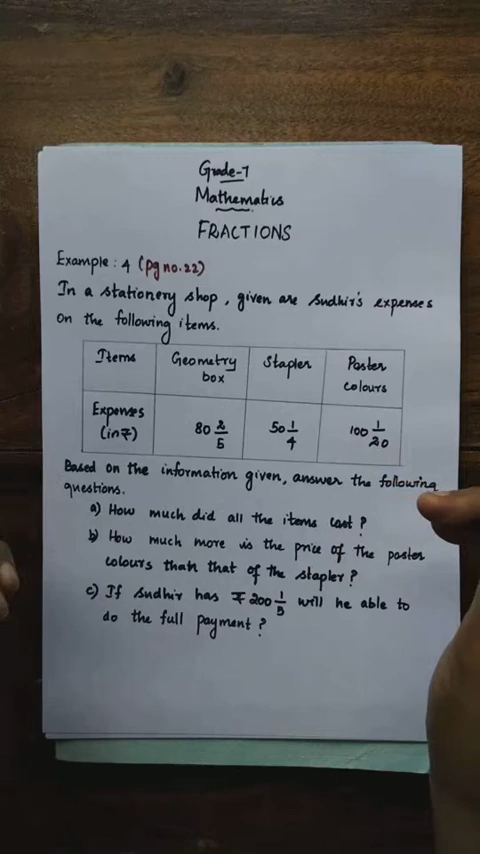 Grade-7
Mathematics
FRACTIONS
Example: 4 (pg no.22)
In a stationery shop, given are Sudhir's expenses
on the following items.
Items Geometry box Stapler Poster colours
Expenses (in ₹) 80 2/5 50 1/4 100 1/20
Based on the information given, answer the following
questions.
a) How much did all the items cost?
b) How much more is the price of the poster
colours than that of the stapler?
c) If Sudhir has ₹ 200 1/5 will he able to
do the full payment?